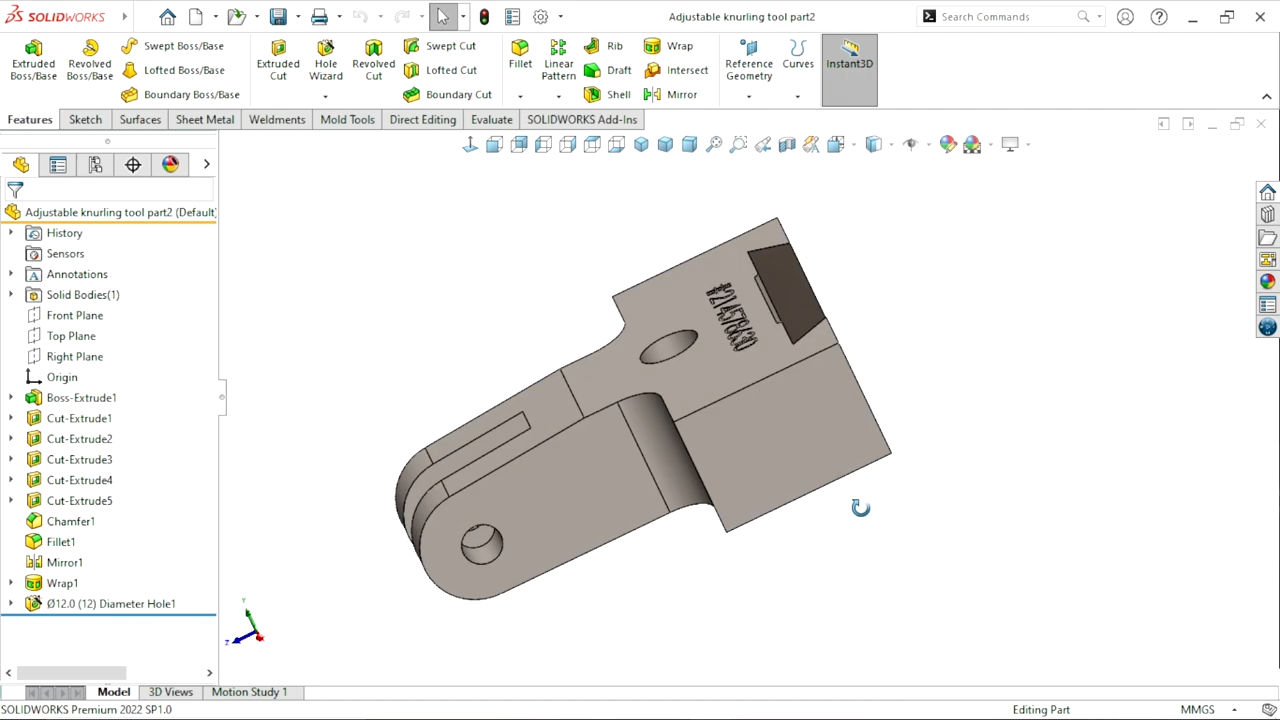 SOLIDWORKS
Adjustable knurling tool part2
Search Commands
Extruded Boss/Base
Revolved Boss/Base
Swept Boss/Base
Lofted Boss/Base
Boundary Boss/Base
Extruded Cut
Hole Wizard
Revolved Cut
Swept Cut
Lofted Cut
Boundary Cut
Fillet
Linear Pattern
Rib
Draft
Shell
Wrap
Intersect
Mirror
Reference Geometry
Curves
Instant3D
Features
Sketch
Surfaces
Sheet Metal
Weldments
Mold Tools
Direct Editing
Evaluate
SOLIDWORKS Add-Ins
Adjustable knurling tool part2 (Default)
History
Sensors
Annotations
Solid Bodies(1)
Front Plane
Top Plane
Right Plane
Origin
Boss-Extrude1
Cut-Extrude1
Cut-Extrude2
Cut-Extrude3
Cut-Extrude4
Cut-Extrude5
Chamfer1
Fillet1
Mirror1
Wrap1
Ø12.0 (12) Diameter Hole1
Y
Z
Model
3D Views
Motion Study 1
SOLIDWORKS Premium 2022 SP1.0
Editing Part
MMGS